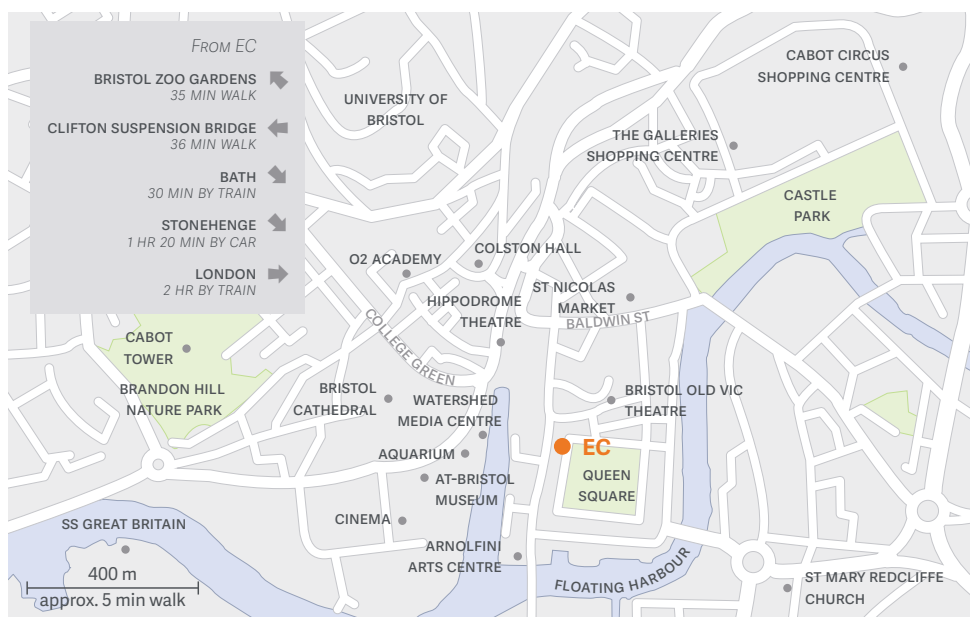 FROM EC
BRISTOL ZOO GARDENS
35 MIN WALK
CLIFTON SUSPENSION BRIDGE
36 MIN WALK
BATH
30 MIN BY TRAIN
STONEHENGE
1 HR 20 MIN BY CAR
LONDON
2 HR BY TRAIN
UNIVERSITY OF
BRISTOL
CABOT CIRCUS
SHOPPING CENTRE
THE GALLERIES
SHOPPING CENTRE
CASTLE
PARK
O2 ACADEMY
COLSTON HALL
ST NICOLAS
MARKET
HIPPODROME
THEATRE
BALDWIN ST
COLLEGE GREEN
CABOT
TOWER
BRANDON HILL
NATURE PARK
BRISTOL
CATHEDRAL
WATERSHED
MEDIA CENTRE
BRISTOL OLD VIC
THEATRE
AQUARIUM
EC
QUEEN
SQUARE
AT-BRISTOL
MUSEUM
CINEMA
SS GREAT BRITAIN
ARNOLFINI
ARTS CENTRE
FLOATING HARBOUR
ST MARY REDCLIFFE
CHURCH
400 m
approx. 5 min walk